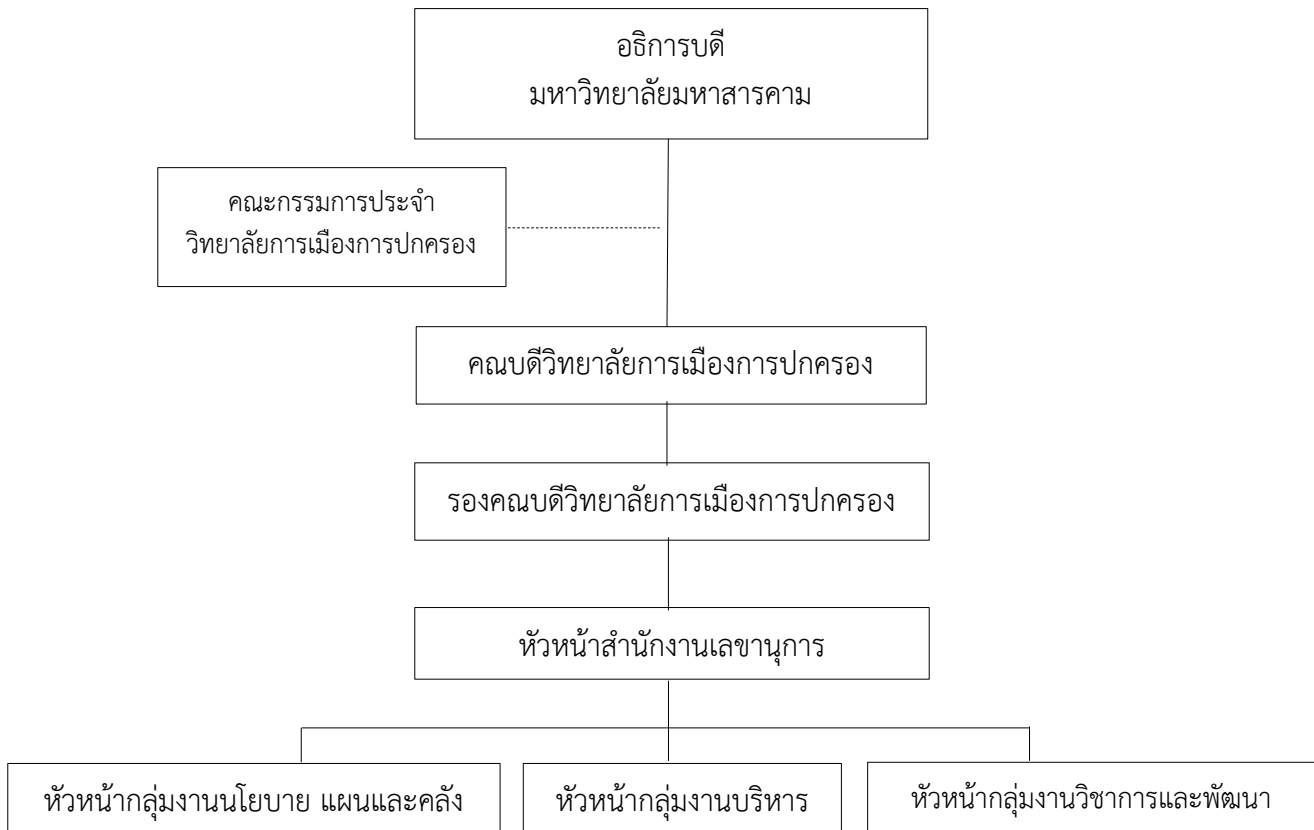 อธิการบดี
มหาวิทยาลัยมหาสารคาม
คณะกรรมการประจำ
วิทยาลัยการเมืองการปกครอง
คณบดีวิทยาลัยการเมืองการปกครอง
รองคณบดีวิทยาลัยการเมืองการปกครอง
หัวหน้าสำนักงานเลขานุการ
หัวหน้ากลุ่มงานนโยบาย แผนและคลัง
หัวหน้ากลุ่มงานบริหาร
หัวหน้ากลุ่มงานวิชาการและพัฒนา